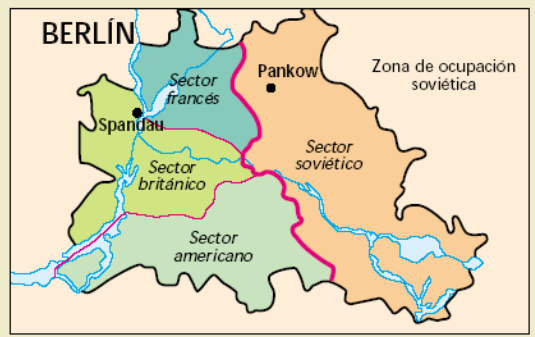 BERLÍN
Sector
francés
Pankow
Zona de ocupación
soviética
Spandau
Sector
soviético
Sector
británico
Sector
americano